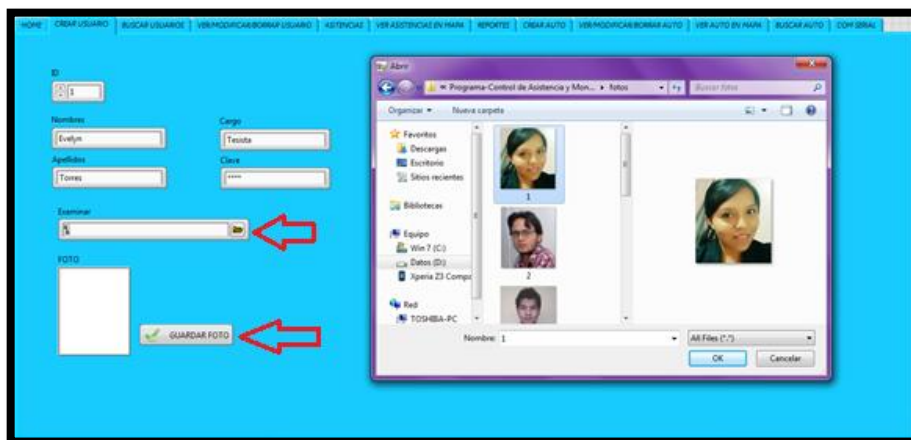 HOME CREAR USUARIO BUSCAR USUARIOS VER/MODIFICAR/BORRAR USUARIO ASITENCIAS VER ASISTENCIAS EN MAPA REPORTES CREAR AUTO VER/MODIFICAR/BORRAR AUTO VER AUTO EN MAPA BUSCAR AUTO COM SERIAL
ID
1
Nombres
Cargo
Evelyn
Tesista
Apellidos
Clave
Torres
****
Examinar
FOTO
GUARDAR FOTO
Abrir
« Programa-Control de Asistencia y Mon... ▸ fotos
Buscar fotos
Organizar
Nueva carpeta
Favoritos
Descargas
Escritorio
Sitios recientes
Bibliotecas
Equipo
Win 7 (C:)
Datos (D:)
Xperia Z3 Compa
Red
TOSHIBA-PC
1
2
Nombre: 1
All Files (*.*)
OK
Cancelar